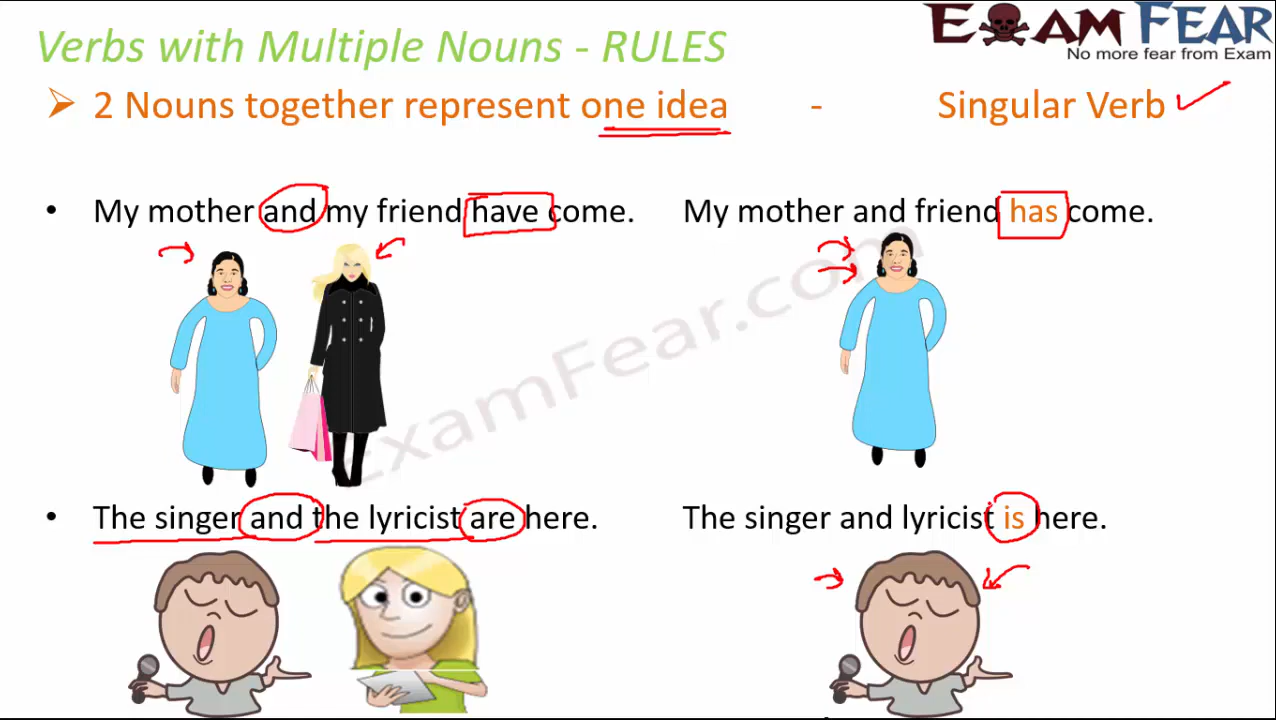 Verbs with Multiple Nouns - RULES
EXAM FEAR
No more fear from Exam
➢ 2 Nouns together represent one idea - Singular Verb
• My mother and my friend have come. My mother and friend has come.
ExamFear.com
• The singer and the lyricist are here. The singer and lyricist is here.